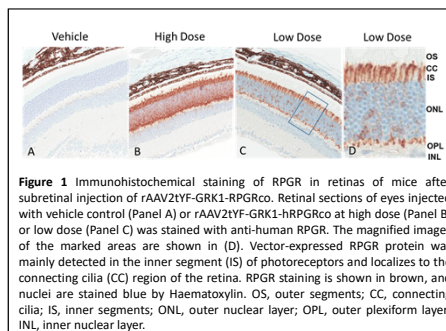 Vehicle High Dose Low Dose Low Dose
OS
CC
IS
ONL
OPL
INL
A B C D
Figure 1 Immunohistochemical staining of RPGR in retinas of mice after
subretinal injection of rAAV2tYF-GRK1-RPGRco. Retinal sections of eyes injected
with vehicle control (Panel A) or rAAV2tYF-GRK1-hRPGRco at high dose (Panel B)
or low dose (Panel C) was stained with anti-human RPGR. The magnified images
of the marked areas are shown in (D). Vector-expressed RPGR protein was
mainly detected in the inner segment (IS) of photoreceptors and localizes to the
connecting cilia (CC) region of the retina. RPGR staining is shown in brown, and
nuclei are stained blue by Haematoxylin. OS, outer segments; CC, connecting
cilia; IS, inner segments; ONL, outer nuclear layer; OPL, outer plexiform layer;
INL, inner nuclear layer.